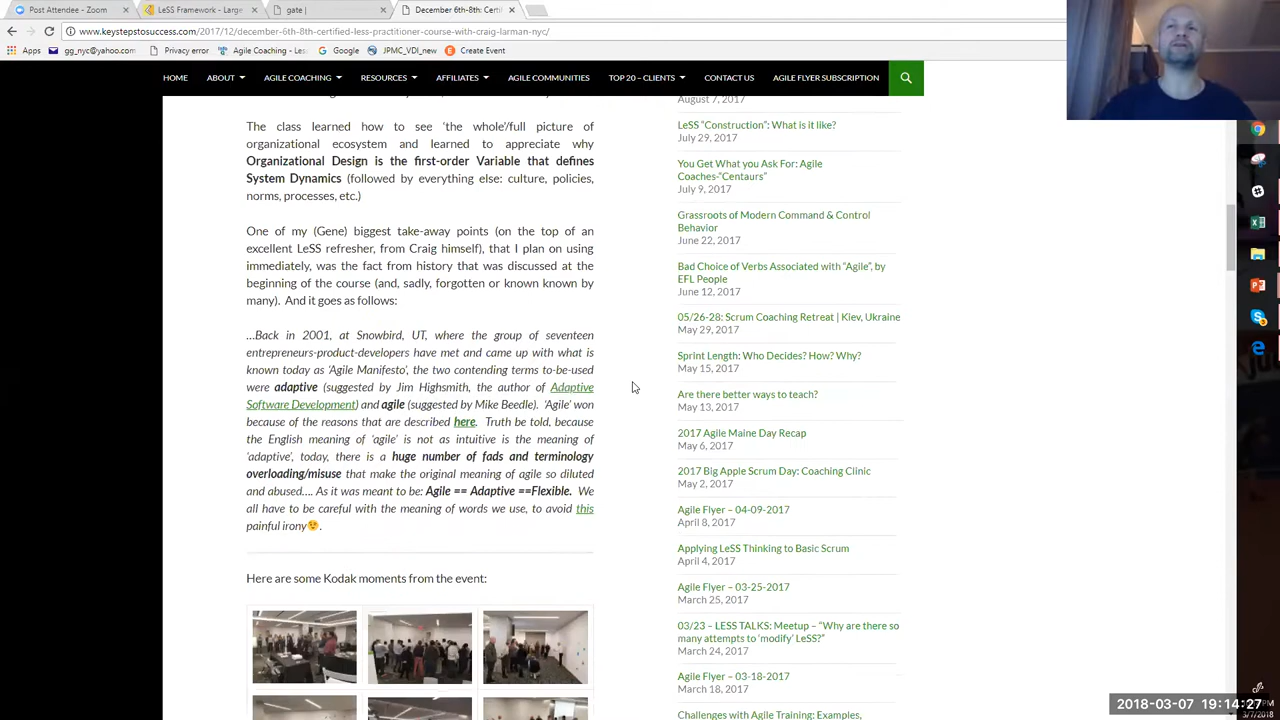 Post Attendee - Zoom
LeSS Framework - Large
gate |
December 6th-8th: Certi
www.keystepstosuccess.com/2017/12/december-6th-8th-certified-less-practitioner-course-with-craig-larman-nyc/
Apps
gg_nyc@yahoo.com
Privacy error
Agile Coaching - Les
Google
JPMC_VDI_new
Create Event
HOME
ABOUT
AGILE COACHING
RESOURCES
AFFILIATES
AGILE COMMUNITIES
TOP 20 – CLIENTS
CONTACT US
AGILE FLYER SUBSCRIPTION
The class learned how to see ‘the whole’/full picture of
organizational ecosystem and learned to appreciate why
Organizational Design is the first-order Variable that defines
System Dynamics (followed by everything else: culture, policies,
norms, processes, etc.)
One of my (Gene) biggest take-away points (on the top of an
excellent LeSS refresher, from Craig himself), that I plan on using
immediately, was the fact from history that was discussed at the
beginning of the course (and, sadly, forgotten or known known by
many). And it goes as follows:
…Back in 2001, at Snowbird, UT, where the group of seventeen
entrepreneurs-product-developers have met and came up with what is
known today as ‘Agile Manifesto’, the two contending terms to-be-used
were adaptive (suggested by Jim Highsmith, the author of Adaptive
Software Development) and agile (suggested by Mike Beedle). ‘Agile’ won
because of the reasons that are described here. Truth be told, because
the English meaning of ‘agile’ is not as intuitive is the meaning of
‘adaptive’, today, there is a huge number of fads and terminology
overloading/misuse that make the original meaning of agile so diluted
and abused…. As it was meant to be: Agile == Adaptive ==Flexible. We
all have to be careful with the meaning of words we use, to avoid this
painful irony😉.
Here are some Kodak moments from the event:
August 7, 2017
LeSS “Construction”: What is it like?
July 29, 2017
You Get What you Ask For: Agile
Coaches-“Centaurs”
July 9, 2017
Grassroots of Modern Command & Control
Behavior
June 22, 2017
Bad Choice of Verbs Associated with “Agile”, by
EFL People
June 12, 2017
05/26-28: Scrum Coaching Retreat | Kiev, Ukraine
May 29, 2017
Sprint Length: Who Decides? How? Why?
May 15, 2017
Are there better ways to teach?
May 13, 2017
2017 Agile Maine Day Recap
May 6, 2017
2017 Big Apple Scrum Day: Coaching Clinic
May 2, 2017
Agile Flyer – 04-09-2017
April 8, 2017
Applying LeSS Thinking to Basic Scrum
April 4, 2017
Agile Flyer – 03-25-2017
March 25, 2017
03/23 – LESS TALKS: Meetup – “Why are there so
many attempts to ‘modify’ LeSS?”
March 24, 2017
Agile Flyer – 03-18-2017
March 18, 2017
Challenges with Agile Training: Examples,
2018-03-07 19:14:27
3/7/2018